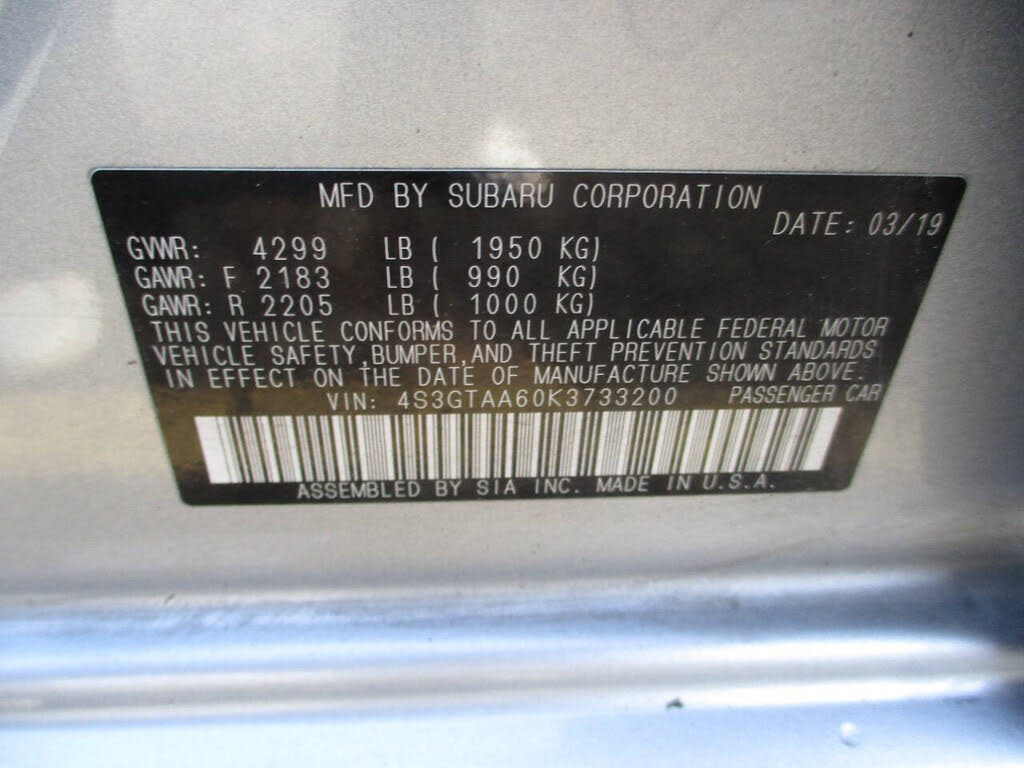 MFD BY SUBARU CORPORATION
DATE: 03/19
GVWR: 4299 LB ( 1950 KG)
GAWR: F 2183 LB ( 990 KG)
GAWR: R 2205 LB ( 1000 KG)
THIS VEHICLE CONFORMS TO ALL APPLICABLE FEDERAL MOTOR
VEHICLE SAFETY,BUMPER,AND THEFT PREVENTION STANDARDS
IN EFFECT ON THE DATE OF MANUFACTURE SHOWN ABOVE.
VIN: 4S3GTAA60K3733200 PASSENGER CAR
ASSEMBLED BY SIA INC. MADE IN U.S.A.